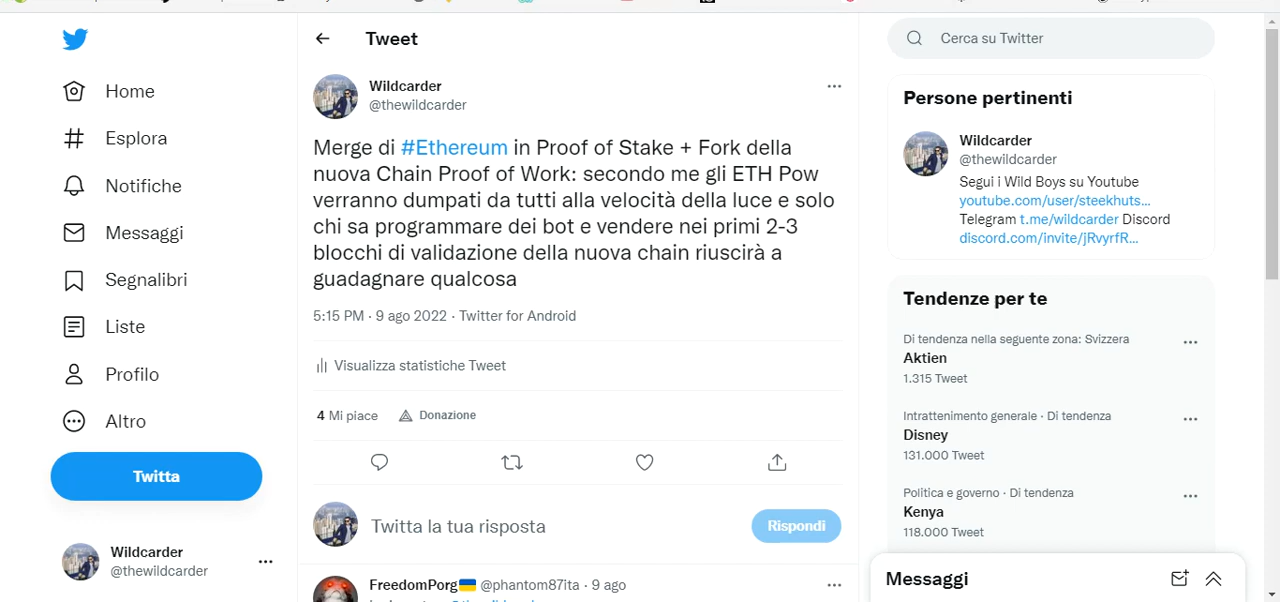 Tweet
Cerca su Twitter
Home
Esplora
Notifiche
Messaggi
Segnalibri
Liste
Profilo
Altro
Twitta
Wildcarder
@thewildcarder
Wildcarder
@thewildcarder
Merge di #Ethereum in Proof of Stake + Fork della
nuova Chain Proof of Work: secondo me gli ETH Pow
verranno dumpati da tutti alla velocità della luce e solo
chi sa programmare dei bot e vendere nei primi 2-3
blocchi di validazione della nuova chain riuscirà a
guadagnare qualcosa
5:15 PM · 9 ago 2022 · Twitter for Android
Visualizza statistiche Tweet
4 Mi piace Donazione
Twitta la tua risposta
Rispondi
FreedomPorg @phantom87ita · 9 ago
Persone pertinenti
Wildcarder
@thewildcarder
Segui i Wild Boys su Youtube
youtube.com/user/steekhuts...
Telegram t.me/wildcarder Discord
discord.com/invite/jRvyrfR...
Tendenze per te
Di tendenza nella seguente zona: Svizzera
Aktien
1.315 Tweet
Intrattenimento generale · Di tendenza
Disney
131.000 Tweet
Politica e governo · Di tendenza
Kenya
118.000 Tweet
Messaggi